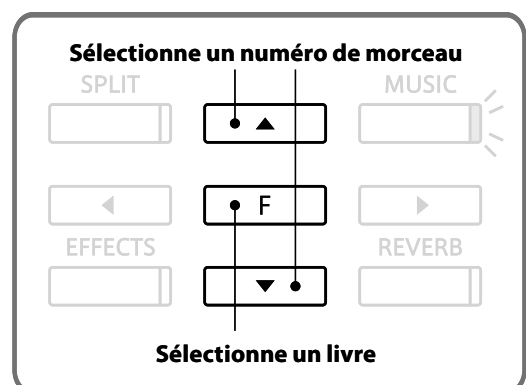 Sélectionne un numéro de morceau
SPLIT MUSIC
▲
◀ F ▶
EFFECTS REVERB
▼
Sélectionne un livre